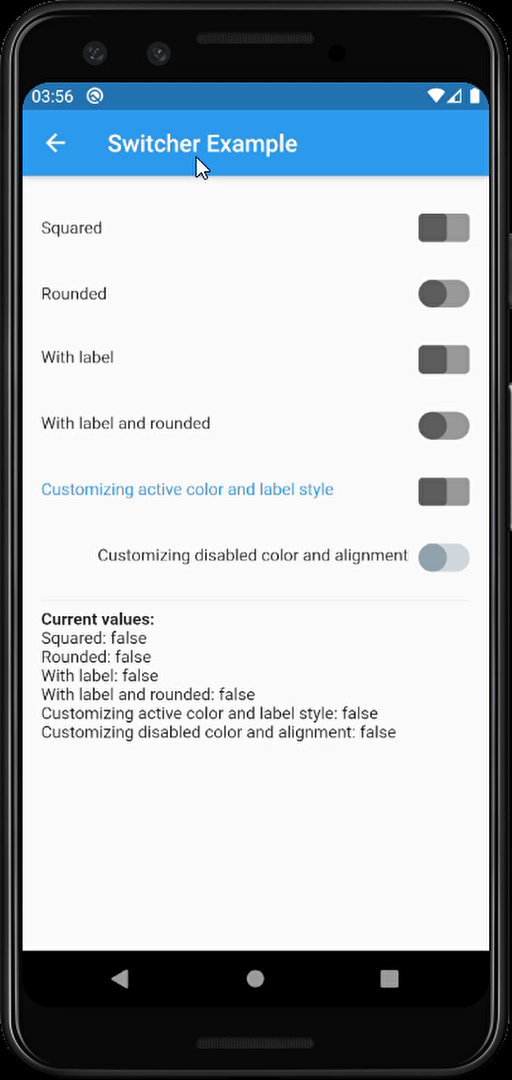 03:56
Switcher Example
Squared
Rounded
With label
With label and rounded
Customizing active color and label style
Customizing disabled color and alignment
Current values:
Squared: false
Rounded: false
With label: false
With label and rounded: false
Customizing active color and label style: false
Customizing disabled color and alignment: false